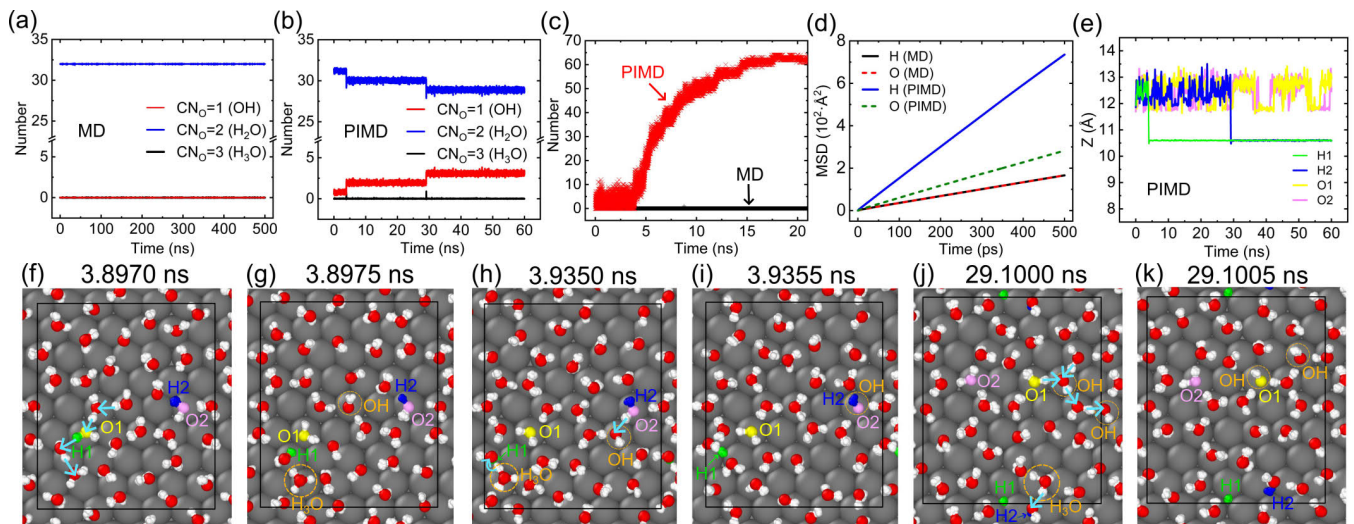 (a)
35
30
25
5
0
Number
MD
CN_O=1 (OH)
CN_O=2 (H₂O)
CN_O=3 (H₃O)
0 100 200 300 400 500
Time (ns)
(b)
35
30
25
5
0
Number
PIMD
CN_O=1 (OH)
CN_O=2 (H₂O)
CN_O=3 (H₃O)
0 10 20 30 40 50 60
Time (ns)
(c)
70
60
50
40
30
20
10
0
Number
PIMD
MD
0 5 10 15 20
Time (ns)
(d)
8
6
4
2
0
MSD (10²·Å²)
H (MD)
O (MD)
H (PIMD)
O (PIMD)
0 100 200 300 400 500
Time (ps)
(e)
14
13
12
11
10
9
8
Z (Å)
PIMD
H1
H2
O1
O2
0 10 20 30 40 50 60
Time (ns)
(f)
3.8970 ns
H2
O2
O1
H1
(g)
3.8975 ns
H2
OH
O2
O1
H1
H₃O
(h)
3.9350 ns
H2
O2
O1
OH
H1
H₃O
(i)
3.9355 ns
OH
H2
O2
O1
H1
(j)
29.1000 ns
O2
O1
OH
OH
H1
H₃O
H2
(k)
29.1005 ns
OH
O2
OH
O1
H1
H2